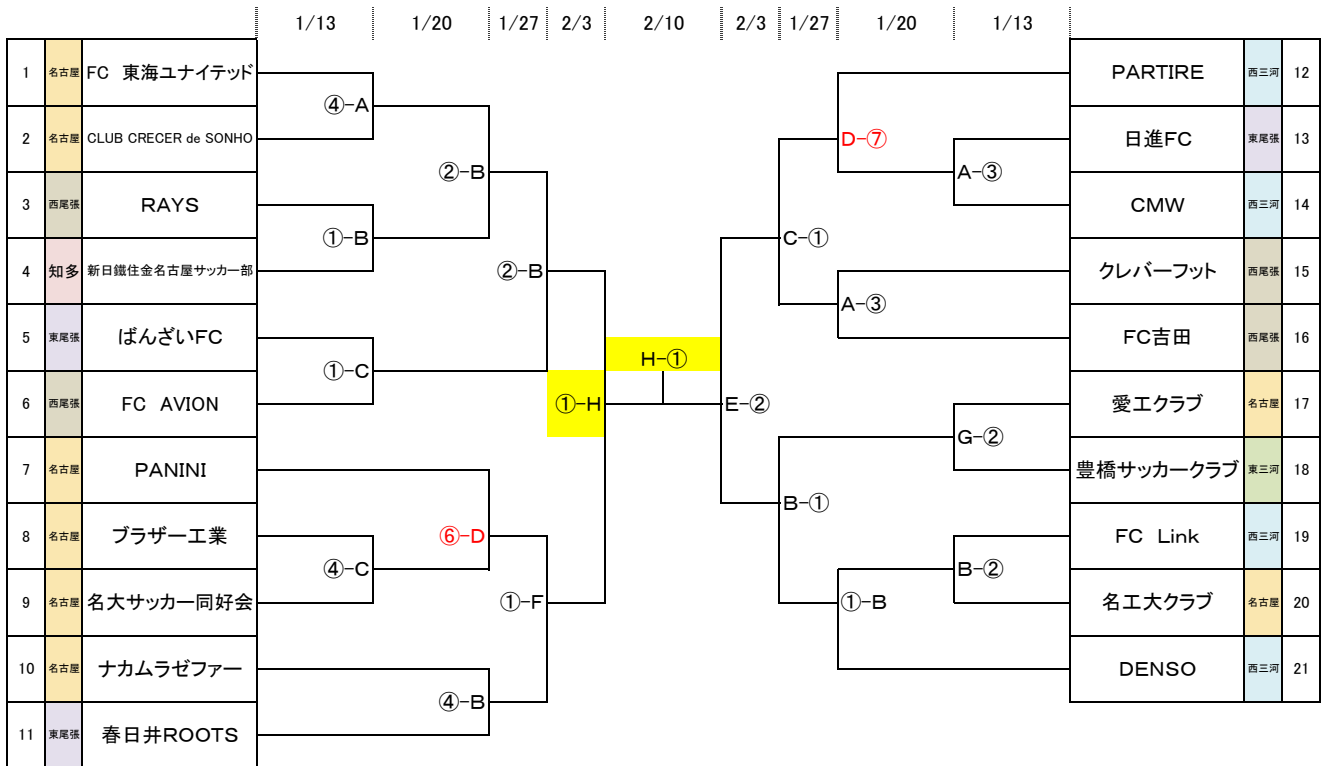 1/13 1/20 1/27 2/3 2/10 2/3 1/27 1/20 1/13
1 名古屋 FC 東海ユナイテッド
④-A
2 名古屋 CLUB CRECER de SONHO
②-B
3 西尾張 RAYS
①-B
4 知多 新日鐵住金名古屋サッカー部
②-B
5 東尾張 ばんざいFC
①-C
6 西尾張 FC AVION
①-H
7 名古屋 PANINI
8 名古屋 ブラザー工業
⑥-D
④-C
9 名古屋 名大サッカー同好会
①-F
10 名古屋 ナカムラゼファー
④-B
11 東尾張 春日井ROOTS
H-①
PARTIRE 西三河 12
D-⑦
日進FC 東尾張 13
A-③
CMW 西三河 14
C-①
クレバーフット 西尾張 15
A-③
FC吉田 西尾張 16
E-②
愛工クラブ 名古屋 17
G-②
豊橋サッカークラブ 東三河 18
B-①
FC Link 西三河 19
B-②
名工大クラブ 名古屋 20
①-B
DENSO 西三河 21